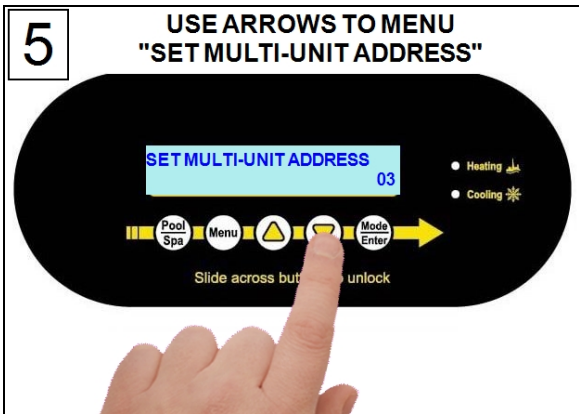 5
USE ARROWS TO MENU
"SET MULTI-UNIT ADDRESS"
SET MULTI-UNIT ADDRESS
03
Heating
Cooling
Pool
Spa
Menu
Mode
Enter
Slide across but o unlock